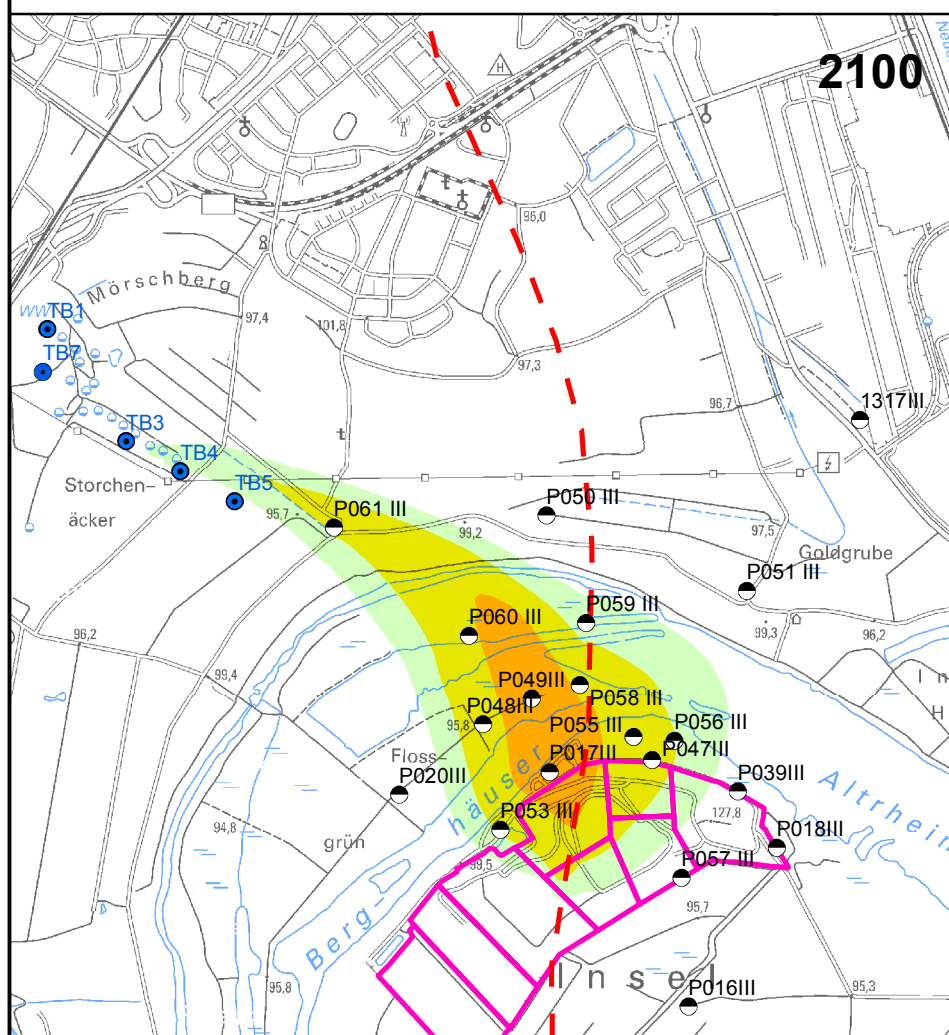 2100
H
96,0
Mörschberg
WW
TB1
97,4
101,8
TB7
97,3
96,7
1317III
TB3
TB4
Storchen-
äcker
TB5
95,7
P061 III
P050 III
99,2
97,5
Goldgrube
P051 III
P059 III
99,3
96,2
96,2
P060 III
99,4
P049III
P058 III
I n
H
P048III
95,8
P055 III
P056 III
Floss-
P047III
P017III
P020III
P039III
Altrhein
127,8
P053 III
94,8
grün
P018III
99,5
P057 III
Berg-
häuser
95,7
Insel
95,8
P016III
95,3